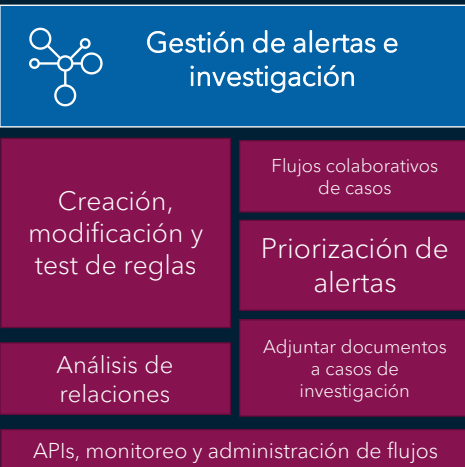 Gestión de alertas e
investigación
Creación,
modificación y
test de reglas
Flujos colaborativos
de casos
Priorización de
alertas
Análisis de
relaciones
Adjuntar documentos
a casos de
investigación
APIs, monitoreo y administración de flujos